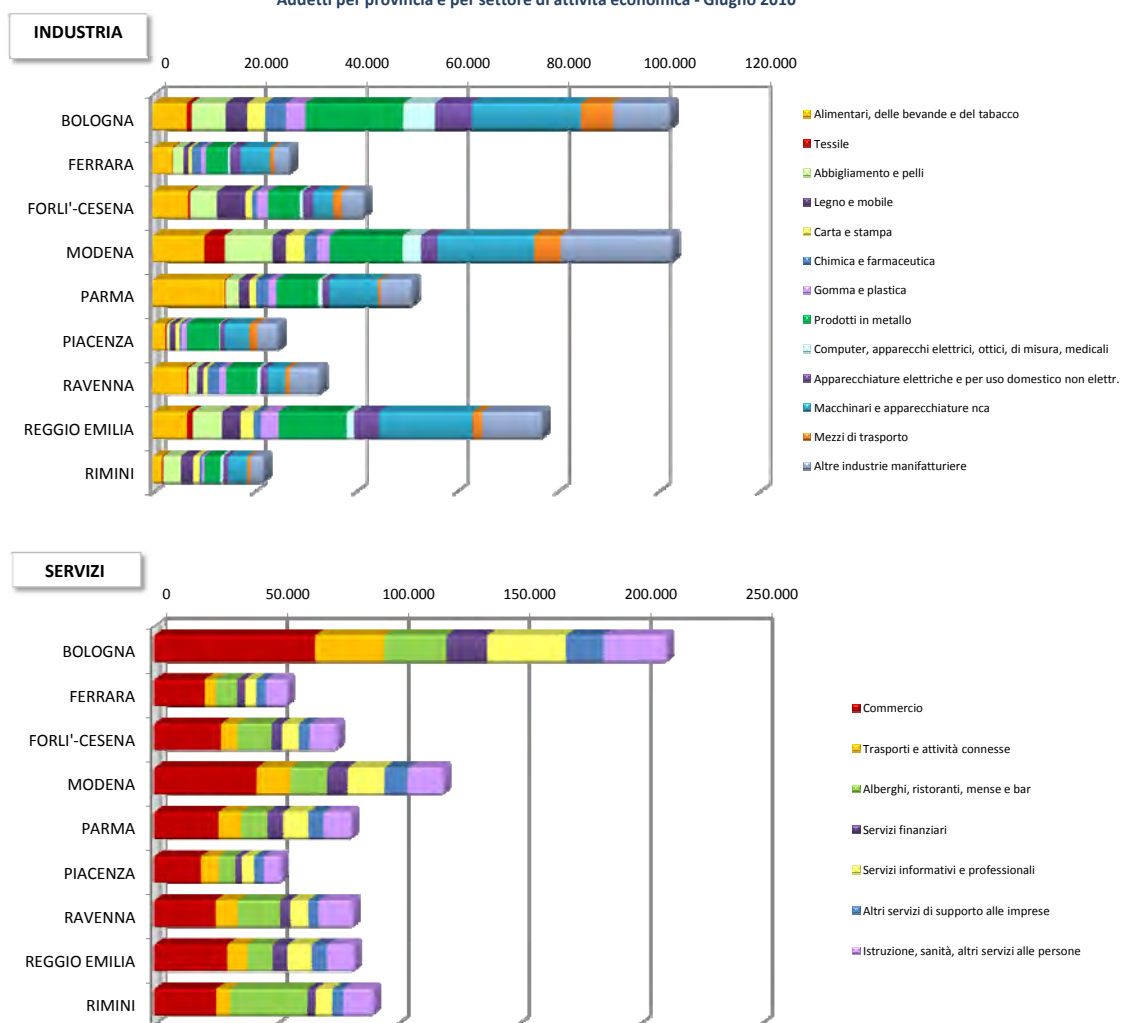 Addetti per provincia e per settore di attività economica - Giugno 2010
INDUSTRIA
0 20.000 40.000 60.000 80.000 100.000 120.000
BOLOGNA
FERRARA
FORLI'-CESENA
MODENA
PARMA
PIACENZA
RAVENNA
REGGIO EMILIA
RIMINI
Alimentari, delle bevande e del tabacco
Tessile
Abbigliamento e pelli
Legno e mobile
Carta e stampa
Chimica e farmaceutica
Gomma e plastica
Prodotti in metallo
Computer, apparecchi elettrici, ottici, di misura, medicali
Apparecchiature elettriche e per uso domestico non elettr.
Macchinari e apparecchiature nca
Mezzi di trasporto
Altre industrie manifatturiere
SERVIZI
0 50.000 100.000 150.000 200.000 250.000
BOLOGNA
FERRARA
FORLI'-CESENA
MODENA
PARMA
PIACENZA
RAVENNA
REGGIO EMILIA
RIMINI
Commercio
Trasporti e attività connesse
Alberghi, ristoranti, mense e bar
Servizi finanziari
Servizi informativi e professionali
Altri servizi di supporto alle imprese
Istruzione, sanità, altri servizi alle persone